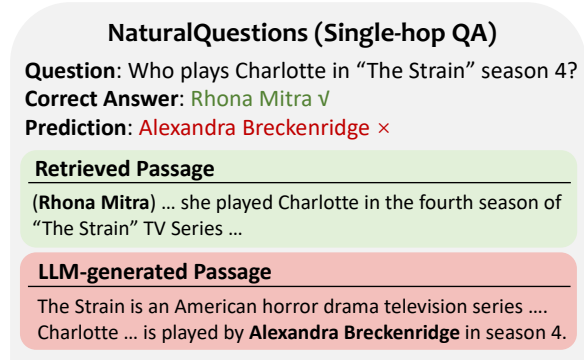 NaturalQuestions (Single-hop QA)
Question: Who plays Charlotte in “The Strain” season 4?
Correct Answer: Rhona Mitra √
Prediction: Alexandra Breckenridge ×
Retrieved Passage
(Rhona Mitra) ... she played Charlotte in the fourth season of
“The Strain” TV Series ...
LLM-generated Passage
The Strain is an American horror drama television series ....
Charlotte ... is played by Alexandra Breckenridge in season 4.